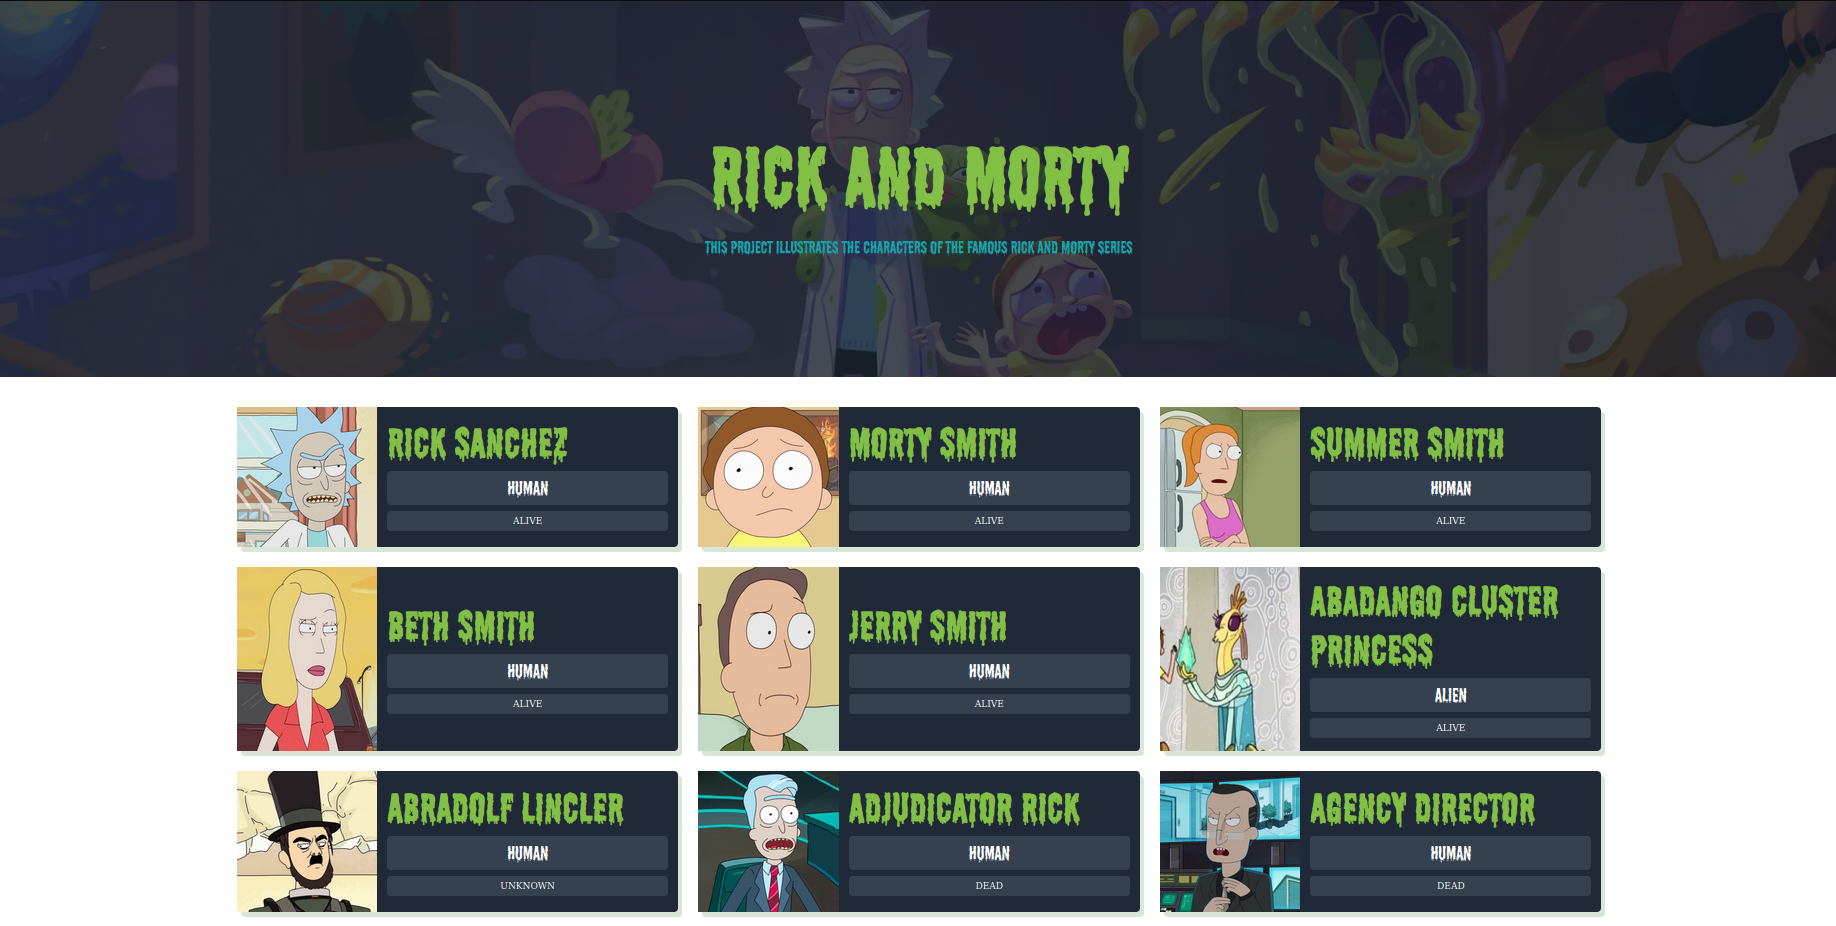 RICK AND MORTY
THIS PROJECT ILLUSTRATES THE CHARACTERS OF THE FAMOUS RICK AND MORTY SERIES
RICK SANCHEZ
HUMAN
ALIVE
MORTY SMITH
HUMAN
ALIVE
SUMMER SMITH
HUMAN
ALIVE
BETH SMITH
HUMAN
ALIVE
JERRY SMITH
HUMAN
ALIVE
ABADANGO CLUSTER
PRINCESS
ALIEN
ALIVE
ABRADOLF LINCLER
HUMAN
UNKNOWN
ADJUDICATOR RICK
HUMAN
DEAD
AGENCY DIRECTOR
HUMAN
DEAD